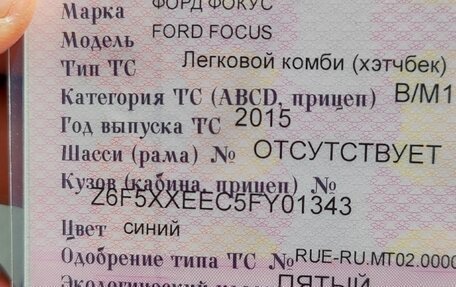 Марка ФОРД ФОКУС
Модель FORD FOCUS
Тип ТС Легковой комби (хэтчбек)
Категория ТС (ABCD, прицеп) B/M1
Год выпуска ТС 2015
Шасси (рама) № ОТСУТСТВУЕТ
Кузов (кабина, прицеп) №
Z6F5XXEEC5FY01343
Цвет синий
Одобрение типа ТС № RUE-RU.MT02.0000
Экологический ПЯТЫЙ